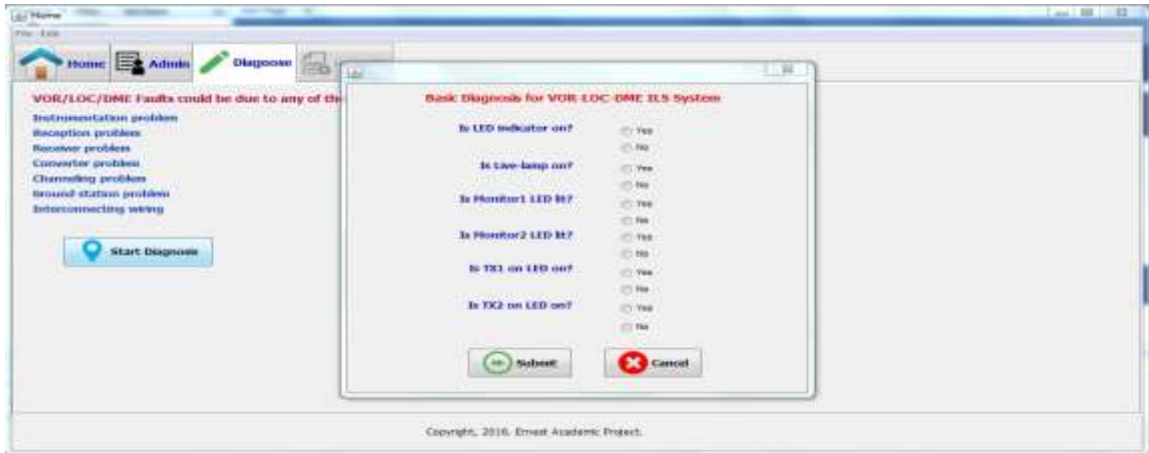 Home
File Edit
Home Admin Diagnose
VOR/LOC/DME Faults could be due to any of the
Instrumentation problem
Reception problem
Receiver problem
Converter problem
Channeling problem
Ground station problem
Interconnecting wiring
Start Diagnosis
Basic Diagnosis for VOR-LOC-DME ILS System
Is LED indicator on?
Yes
No
Is Live-lamp on?
Yes
No
Is Monitor1 LED lit?
Yes
No
Is Monitor2 LED lit?
Yes
No
Is TX1 on LED on?
Yes
No
Is TX2 on LED on?
Yes
No
Submit
Cancel
Copyright, 2016. Ernest Academic Project.